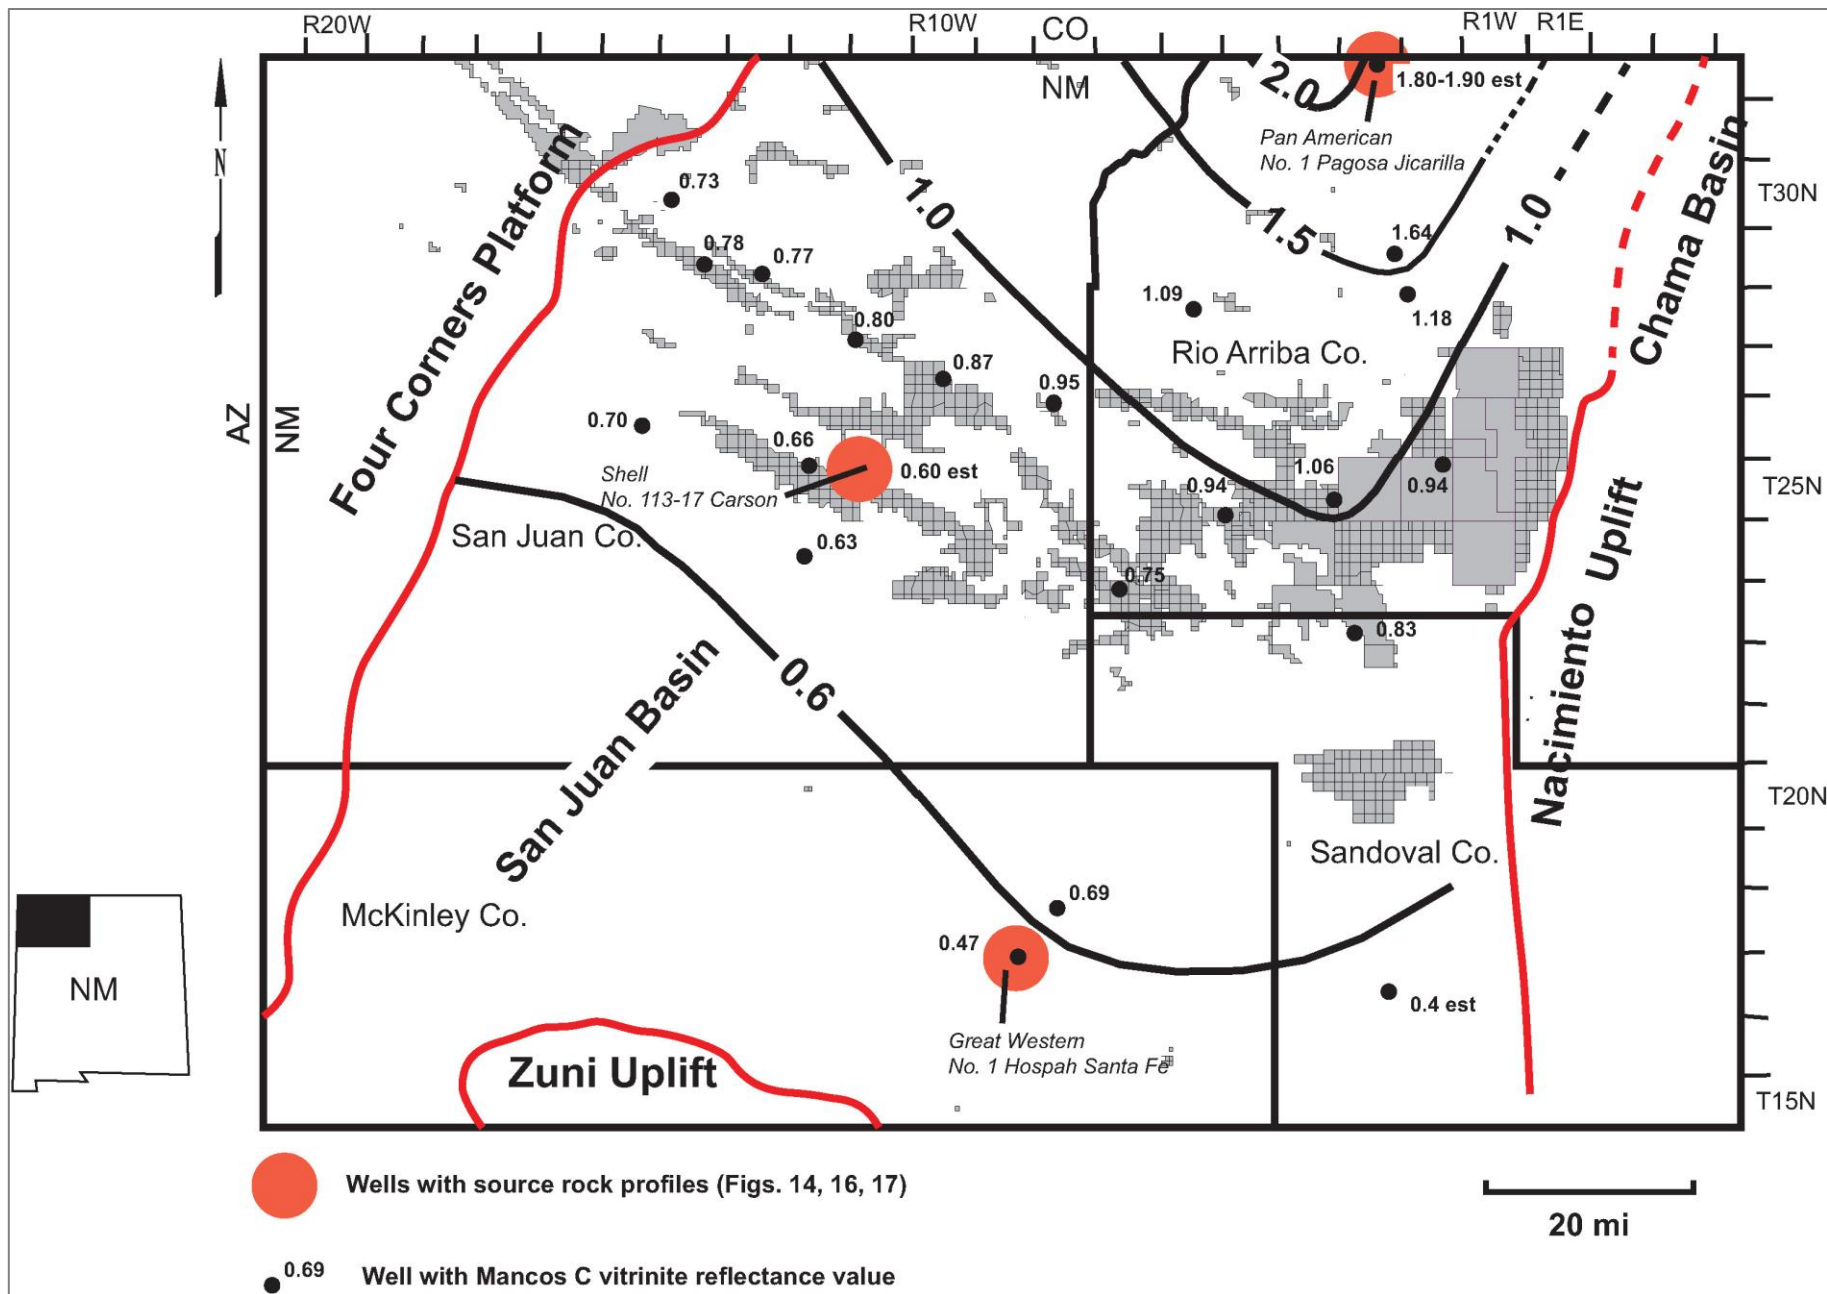 R20W
R10W
CO
R1W
R1E
NM
2.0
1.80-1.90 est
Pan American
No. 1 Pagosa Jicarilla
N
T30N
Four Corners Platform
0.73
1.0
1.5
1.64
1.0
Chama Basin
0.78
0.77
1.09
1.18
0.80
Rio Arriba Co.
0.87
0.95
AZ
NM
0.70
0.66
0.60 est
Shell
No. 113-17 Carson
1.06
0.94
0.94
T25N
San Juan Co.
0.63
0.75
Nacimiento Uplift
0.83
0.6
San Juan Basin
T20N
Sandoval Co.
McKinley Co.
0.69
0.47
NM
0.4 est
Great Western
No. 1 Hospah Santa Fe
Zuni Uplift
T15N
Wells with source rock profiles (Figs. 14, 16, 17)
20 mi
0.69
Well with Mancos C vitrinite reflectance value